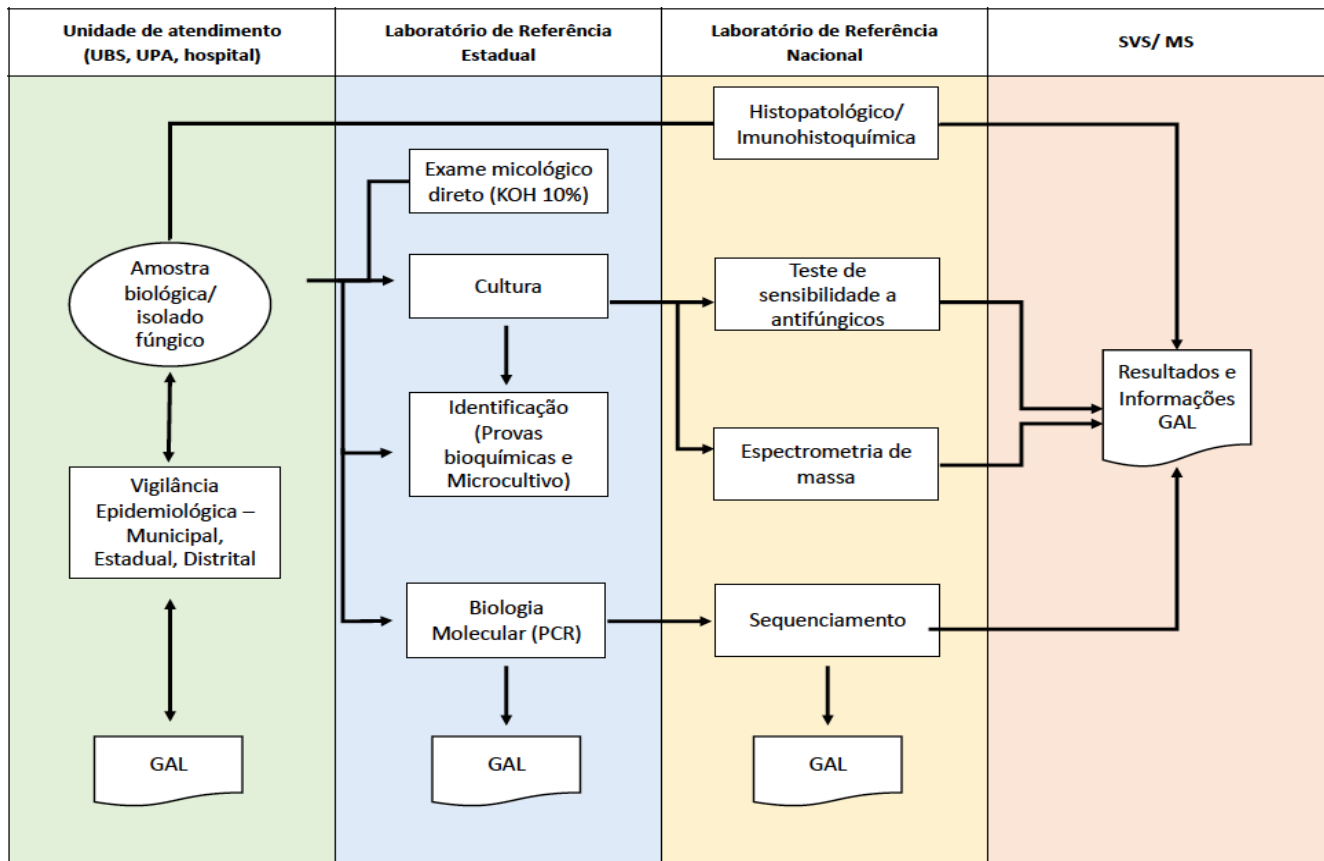 Unidade de atendimento
(UBS, UPA, hospital)
Laboratório de Referência
Estadual
Laboratório de Referência
Nacional
SVS/ MS
Histopatológico/
Imunohistoquímica
Exame micológico
direto (KOH 10%)
Amostra
biológica/
isolado
fúngico
Cultura
Teste de
sensibilidade a
antifúngicos
Resultados e
Informações
GAL
Identificação
(Provas
bioquímicas e
Microcultivo)
Espectrometria de
massa
Vigilância
Epidemiológica –
Municipal,
Estadual, Distrital
Biologia
Molecular (PCR)
Sequenciamento
GAL
GAL
GAL